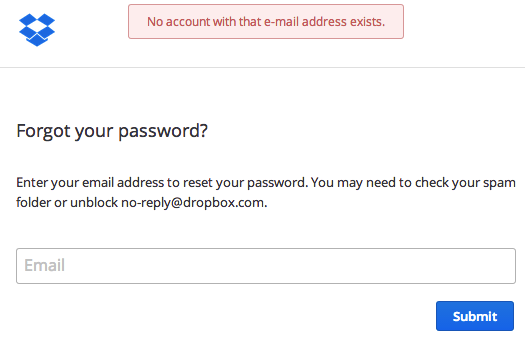 No account with that e-mail address exists.
Forgot your password?
Enter your email address to reset your password. You may need to check your spam
folder or unblock no-reply@dropbox.com.
Email
Submit